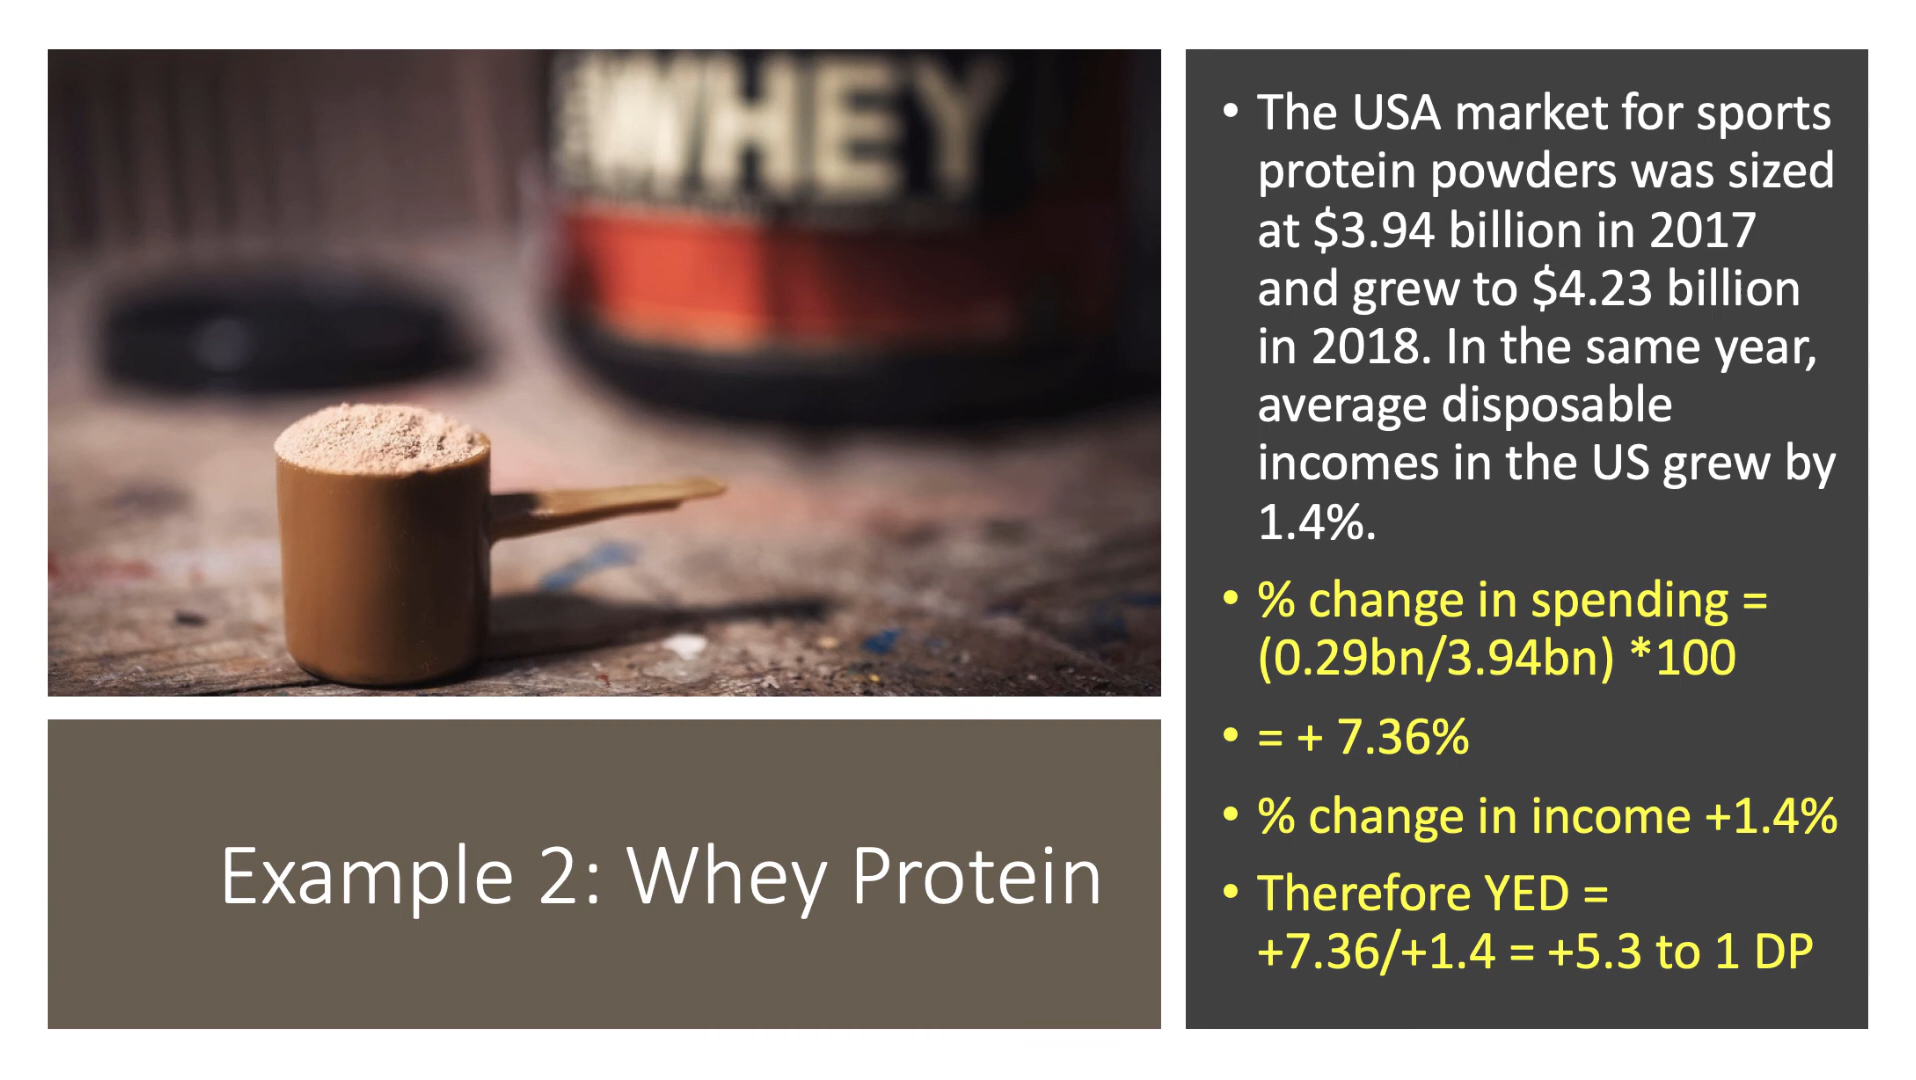 WHEY
• The USA market for sports
protein powders was sized
at $3.94 billion in 2017
and grew to $4.23 billion
in 2018. In the same year,
average disposable
incomes in the US grew by
1.4%.
• % change in spending =
(0.29bn/3.94bn) *100
• = + 7.36%
• % change in income +1.4%
• Therefore YED =
+7.36/+1.4 = +5.3 to 1 DP
Example 2: Whey Protein